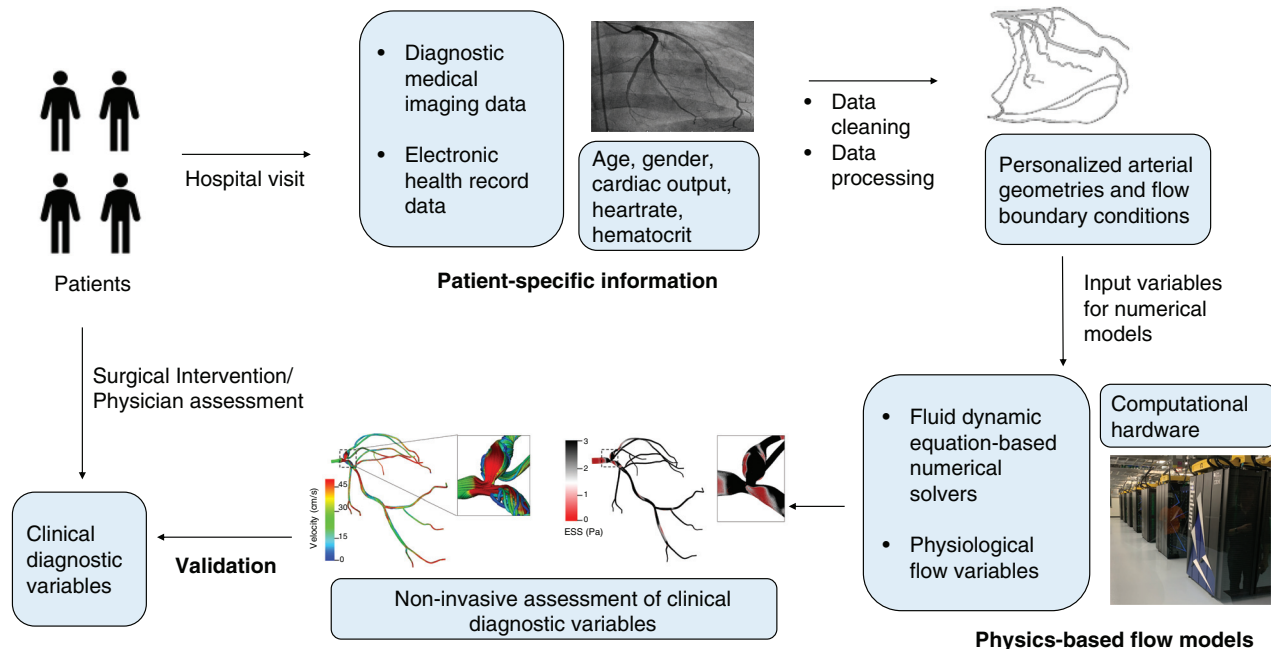 • Diagnostic
medical
imaging data
• Electronic
health record
data
Age, gender,
cardiac output,
heartrate,
hematocrit
Patient-specific information
Hospital visit
Patients
• Data
cleaning
• Data
processing
Personalized arterial
geometries and flow
boundary conditions
Input variables
for numerical
models
• Fluid dynamic
equation-based
numerical
solvers
• Physiological
flow variables
Computational
hardware
Physics-based flow models
3
2
1
0
ESS (Pa)
Velocity (cm/s)
45
30
15
0
Non-invasive assessment of clinical
diagnostic variables
Validation
Surgical Intervention/
Physician assessment
Clinical
diagnostic
variables